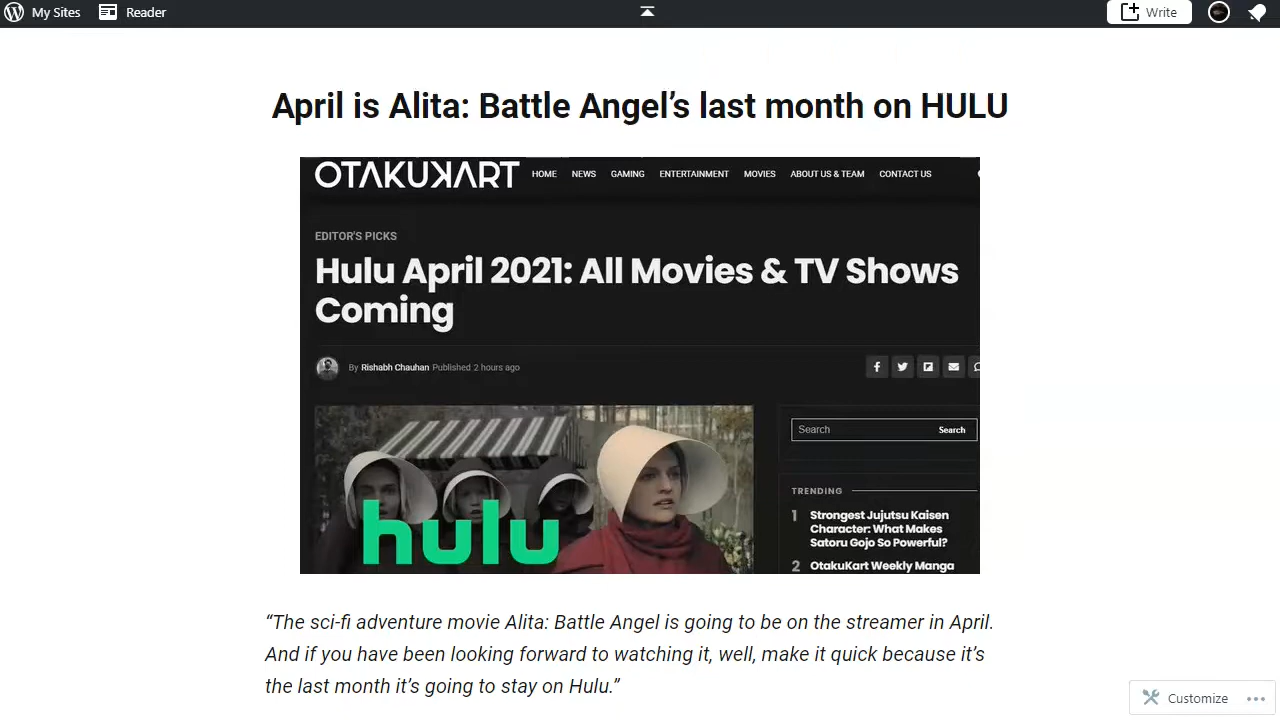 My Sites
Reader
Write
April is Alita: Battle Angel’s last month on HULU
OTAKUKART
HOME
NEWS
GAMING
ENTERTAINMENT
MOVIES
ABOUT US & TEAM
CONTACT US
EDITOR'S PICKS
Hulu April 2021: All Movies & TV Shows
Coming
By Rishabh Chauhan Published 2 hours ago
Search
Search
hulu
TRENDING
1 Strongest Jujutsu Kaisen
Character: What Makes
Satoru Gojo So Powerful?
2 OtakuKart Weekly Manga
“The sci-fi adventure movie Alita: Battle Angel is going to be on the streamer in April.
And if you have been looking forward to watching it, well, make it quick because it’s
the last month it’s going to stay on Hulu.”
Customize